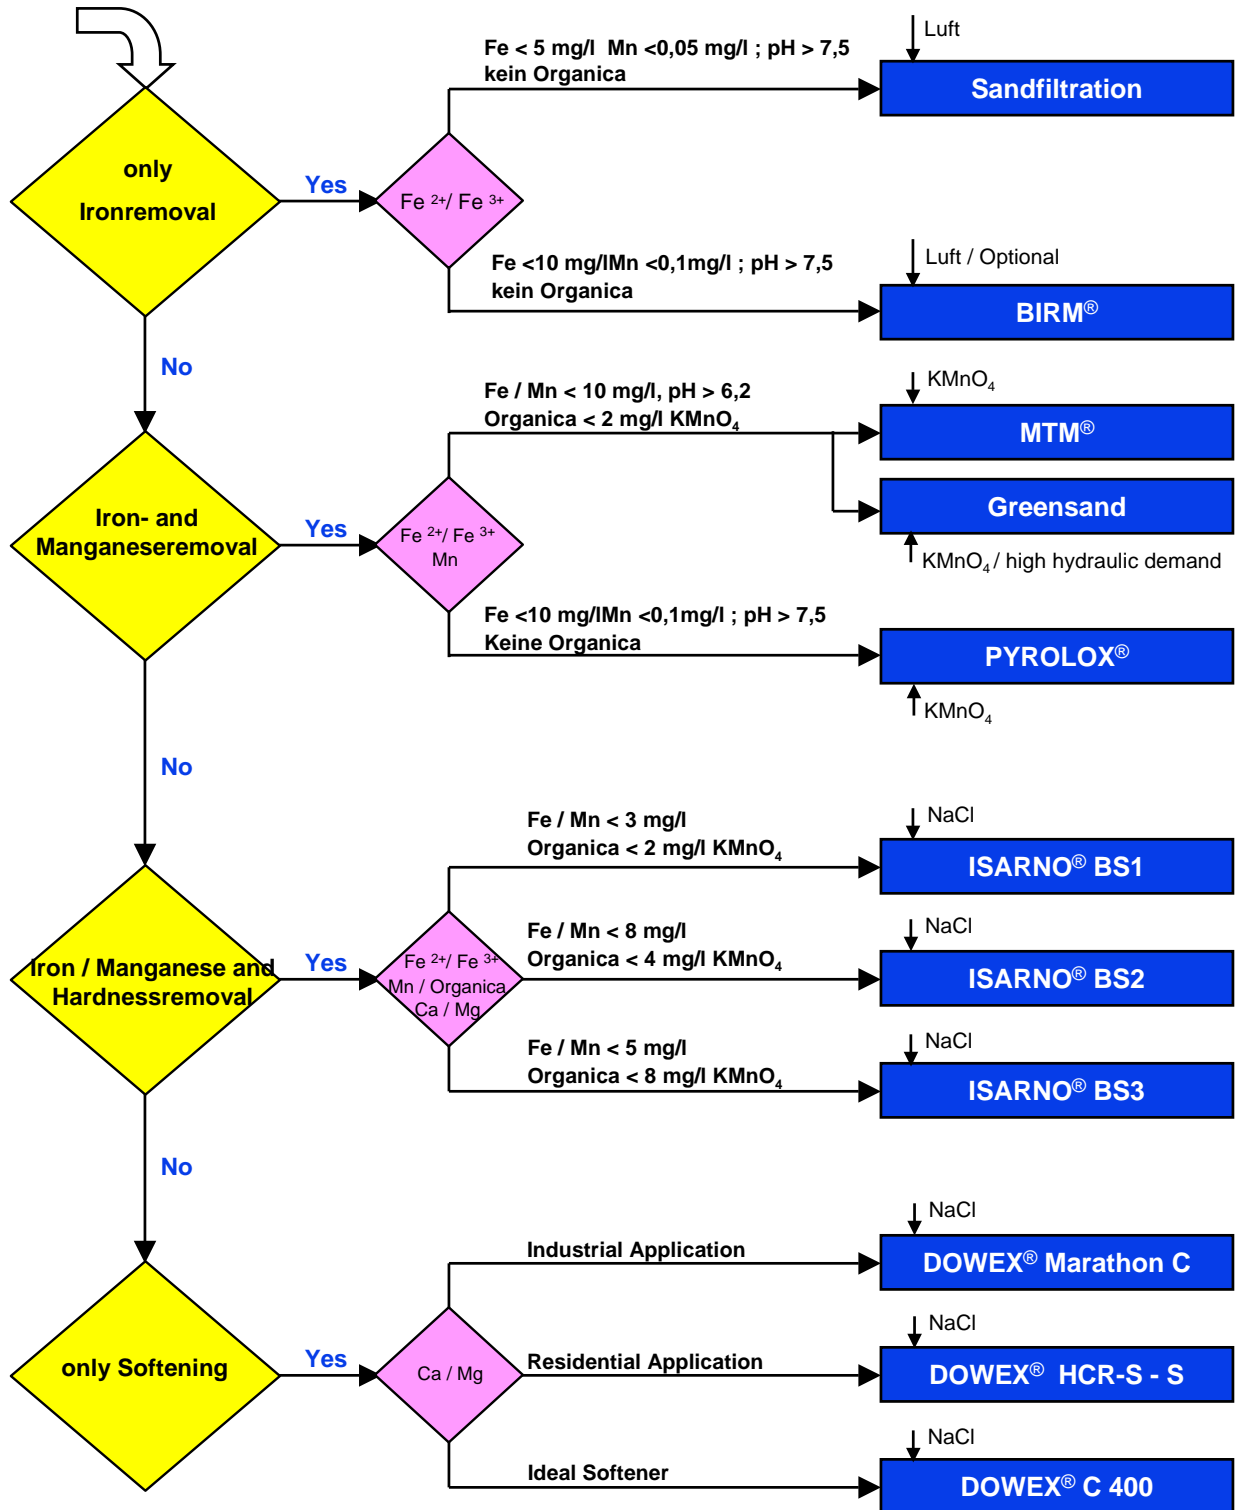 Fe < 5 mg/l  Mn <0,05 mg/l ; pH > 7,5
kein Organica
Luft
Sandfiltration
only
Ironremoval
Yes
Fe 2+/ Fe 3+
Fe <10 mg/lMn <0,1mg/l ; pH > 7,5
kein Organica
Luft / Optional
BIRM®
No
Fe / Mn < 10 mg/l, pH > 6,2
Organica < 2 mg/l KMnO4
KMnO4
MTM®
Greensand
KMnO4 / high hydraulic demand
Iron- and
Manganeseremoval
Yes
Fe 2+/ Fe 3+
Mn
Fe <10 mg/lMn <0,1mg/l ; pH > 7,5
Keine Organica
PYROLOX®
KMnO4
No
Fe / Mn < 3 mg/l
Organica < 2 mg/l KMnO4
NaCl
ISARNO® BS1
Iron / Manganese and
Hardnessremoval
Yes
Fe 2+/ Fe 3+
Mn / Organica
Ca / Mg
Fe / Mn < 8 mg/l
Organica < 4 mg/l KMnO4
NaCl
ISARNO® BS2
Fe / Mn < 5 mg/l
Organica < 8 mg/l KMnO4
NaCl
ISARNO® BS3
No
Industrial Application
NaCl
DOWEX® Marathon C
only Softening
Yes
Ca / Mg
Residential Application
NaCl
DOWEX®  HCR-S - S
Ideal Softener
NaCl
DOWEX® C 400